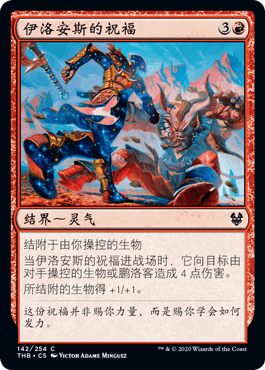 伊洛安斯的祝福 3
结界～灵气
结附于由你操控的生物
当伊洛安斯的祝福进战场时，它向目标由
对手操控的生物或鹏洛客造成 4 点伤害。
所结附的生物得 +1/+1。
这份祝福并非赐你力量，而是赐你学会如何
发力。
142/254 C
THB • CS VICTOR ADAME MINGUEZ
™ & © 2020 Wizards of the Coast